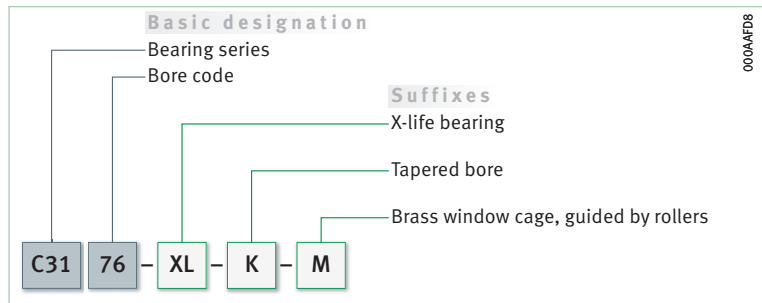 Basic designation
Bearing series
Bore code
Suffixes
X-life bearing
Tapered bore
Brass window cage, guided by rollers
C31 76 – XL – K – M
000AAFD8